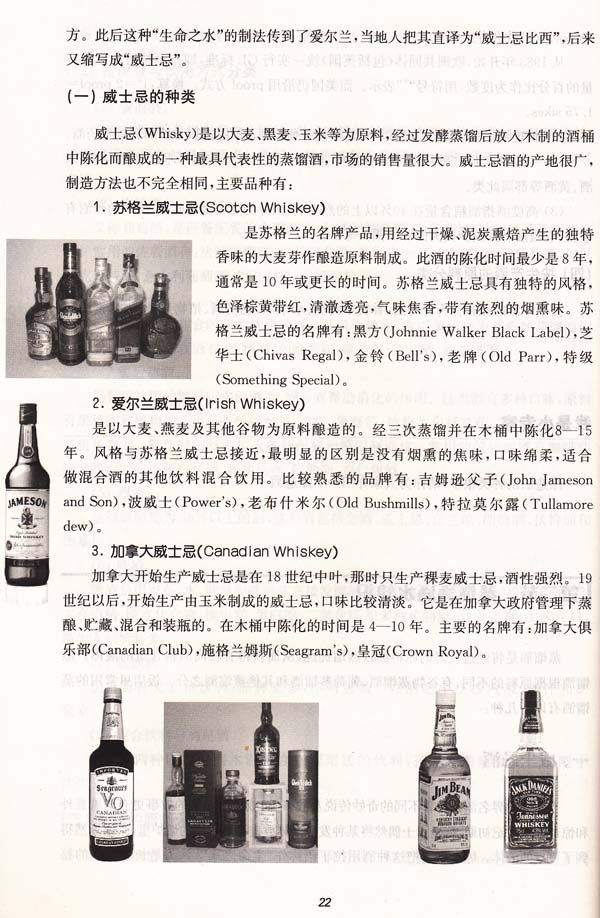 方。此后这种“生命之水”的制法传到了爱尔兰,当地人把其直译为“威士忌比西”,后来
又缩写成“威士忌”。
(一) 威士忌的种类
威士忌(Whisky)是以大麦、黑麦、玉米等为原料,经过发酵蒸馏后放入木制的酒桶
中陈化而酿成的一种最具代表性的蒸馏酒,市场的销售量很大。威士忌酒的产地很广,
制造方法也不完全相同,主要品种有:
1. 苏格兰威士忌(Scotch Whiskey)
是苏格兰的名牌产品,用经过干燥、泥炭熏焙产生的独特
香味的大麦芽作酿造原料制成。此酒的陈化时间最少是8年,
通常是10年或更长的时间。苏格兰威士忌具有独特的风格,
色泽棕黄带红,清澈透亮,气味焦香,带有浓烈的烟熏味。苏
格兰威士忌的名牌有:黑方(Johnnie Walker Black Label),芝
华士(Chivas Regal),金铃(Bell's),老牌(Old Parr),特级
(Something Special)。
2. 爱尔兰威士忌(Irish Whiskey)
是以大麦、燕麦及其他谷物为原料酿造的。经三次蒸馏并在木桶中陈化8—15
年。风格与苏格兰威士忌接近,最明显的区别是没有烟熏的焦味,口味绵柔,适合
做混合酒的其他饮料混合饮用。比较熟悉的品牌有:吉姆逊父子(John Jameson
and Son),波威士(Power's),老布什米尔(Old Bushmills),特拉莫尔露(Tullamore
dew)。
JAMESON
3. 加拿大威士忌(Canadian Whiskey)
加拿大开始生产威士忌是在18世纪中叶,那时只生产稞麦威士忌,酒性强烈。19
世纪以后,开始生产由玉米制成的威士忌,口味比较清淡。它是在加拿大政府管理下蒸
酿、贮藏、混合和装瓶的。在木桶中陈化的时间是4—10年。主要的名牌有:加拿大俱
乐部(Canadian Club),施格兰姆斯(Seagram's),皇冠(Crown Royal)。
IMPORTED
Seagram's
VO
CANADIAN
JIM BEAM
JACK DANIEL'S
Tennessee
WHISKEY
22